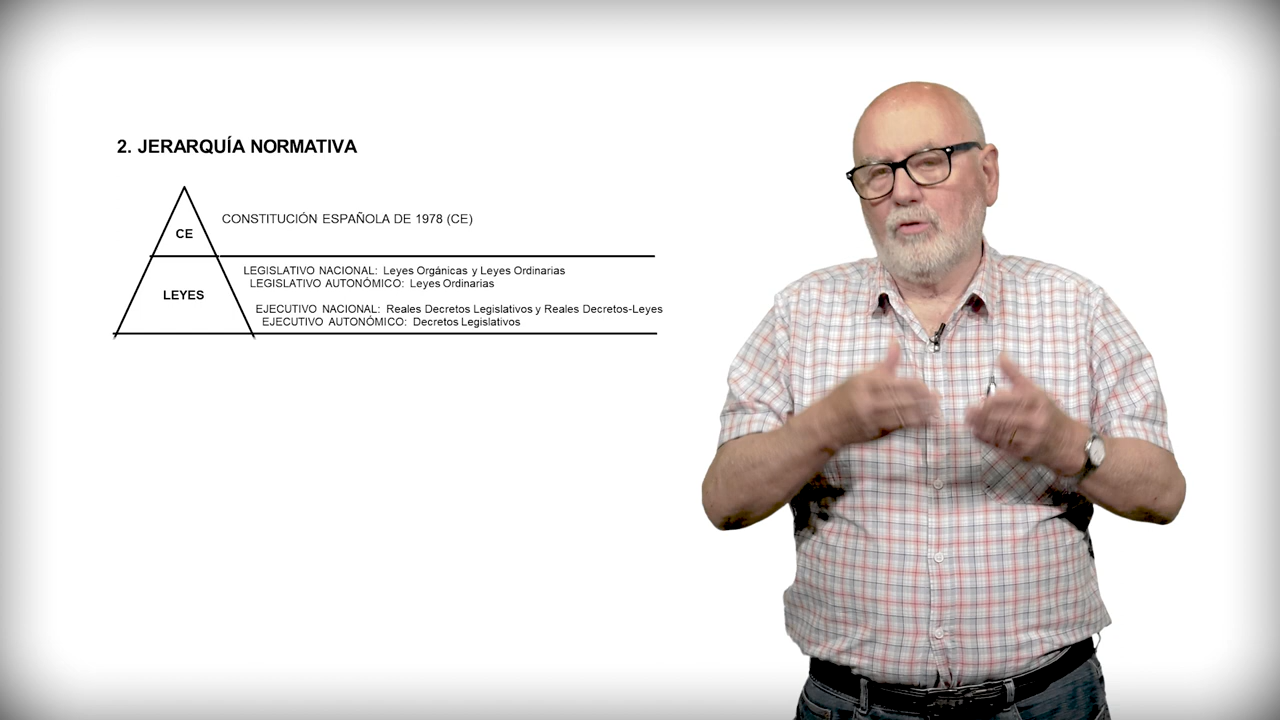 2. JERARQUÍA NORMATIVA
CE
CONSTITUCIÓN ESPAÑOLA DE 1978 (CE)
LEYES
LEGISLATIVO NACIONAL: Leyes Orgánicas y Leyes Ordinarias
LEGISLATIVO AUTONÓMICO: Leyes Ordinarias
EJECUTIVO NACIONAL: Reales Decretos Legislativos y Reales Decretos-Leyes
EJECUTIVO AUTONÓMICO: Decretos Legislativos